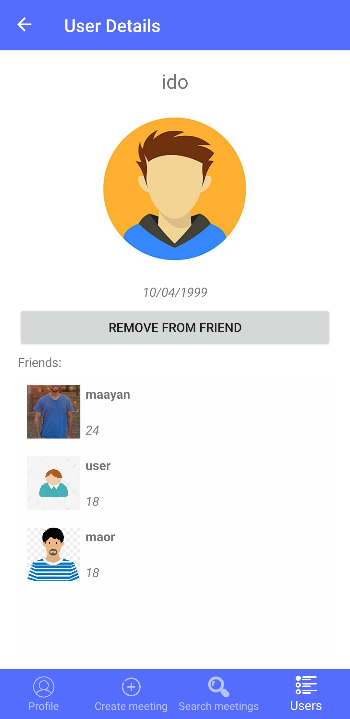 User Details
ido
10/04/1999
REMOVE FROM FRIEND
Friends:
maayan
24
user
18
maor
18
Profile
Create meeting
Search meetings
Users